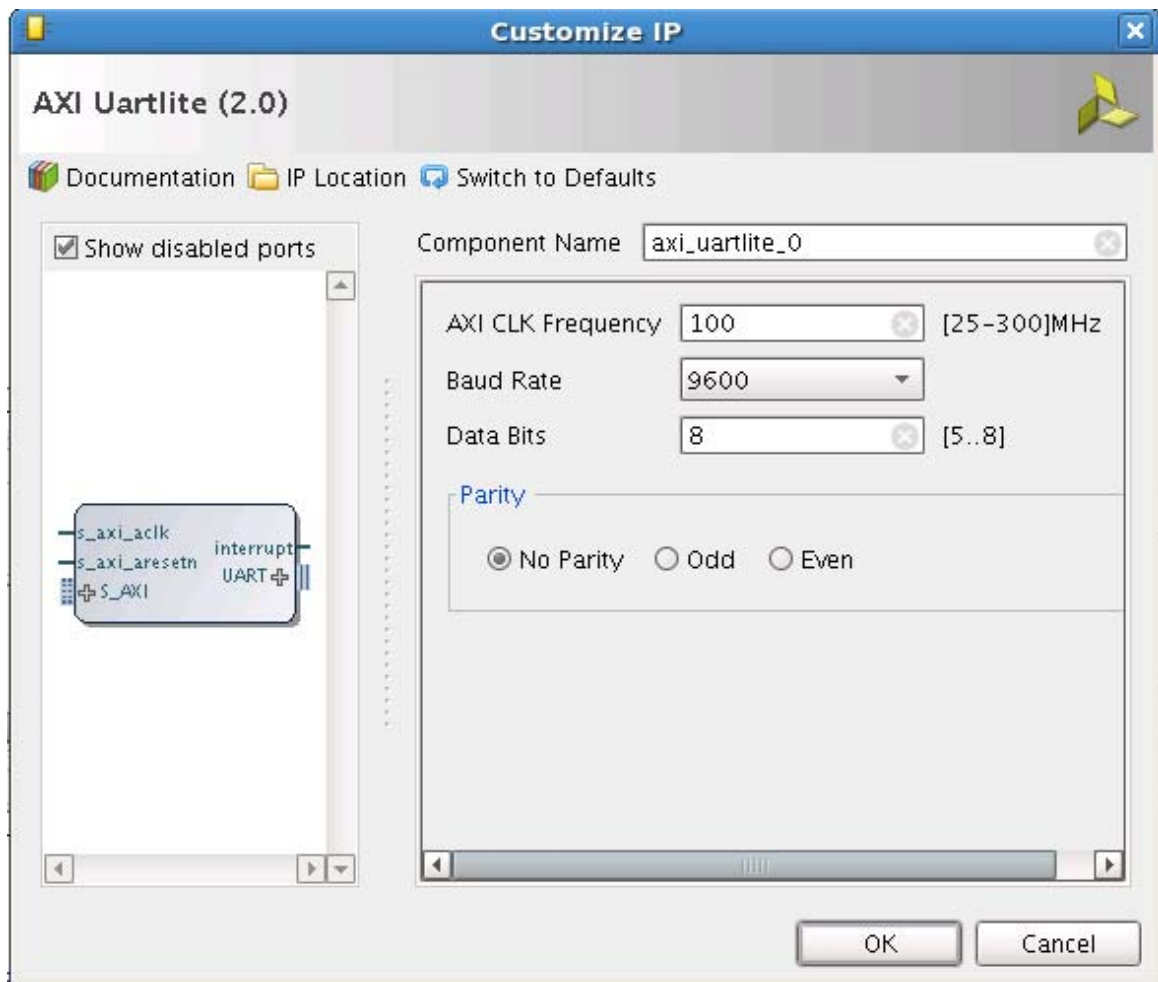 Customize IP
AXI Uartlite (2.0)
Documentation IP Location Switch to Defaults
Show disabled ports
Component Name axi_uartlite_0
AXI CLK Frequency 100 [25-300]MHz
Baud Rate 9600
Data Bits 8 [5..8]
Parity
No Parity Odd Even
s_axi_aclk
s_axi_aresetn
S_AXI
interrupt
UART
OK Cancel